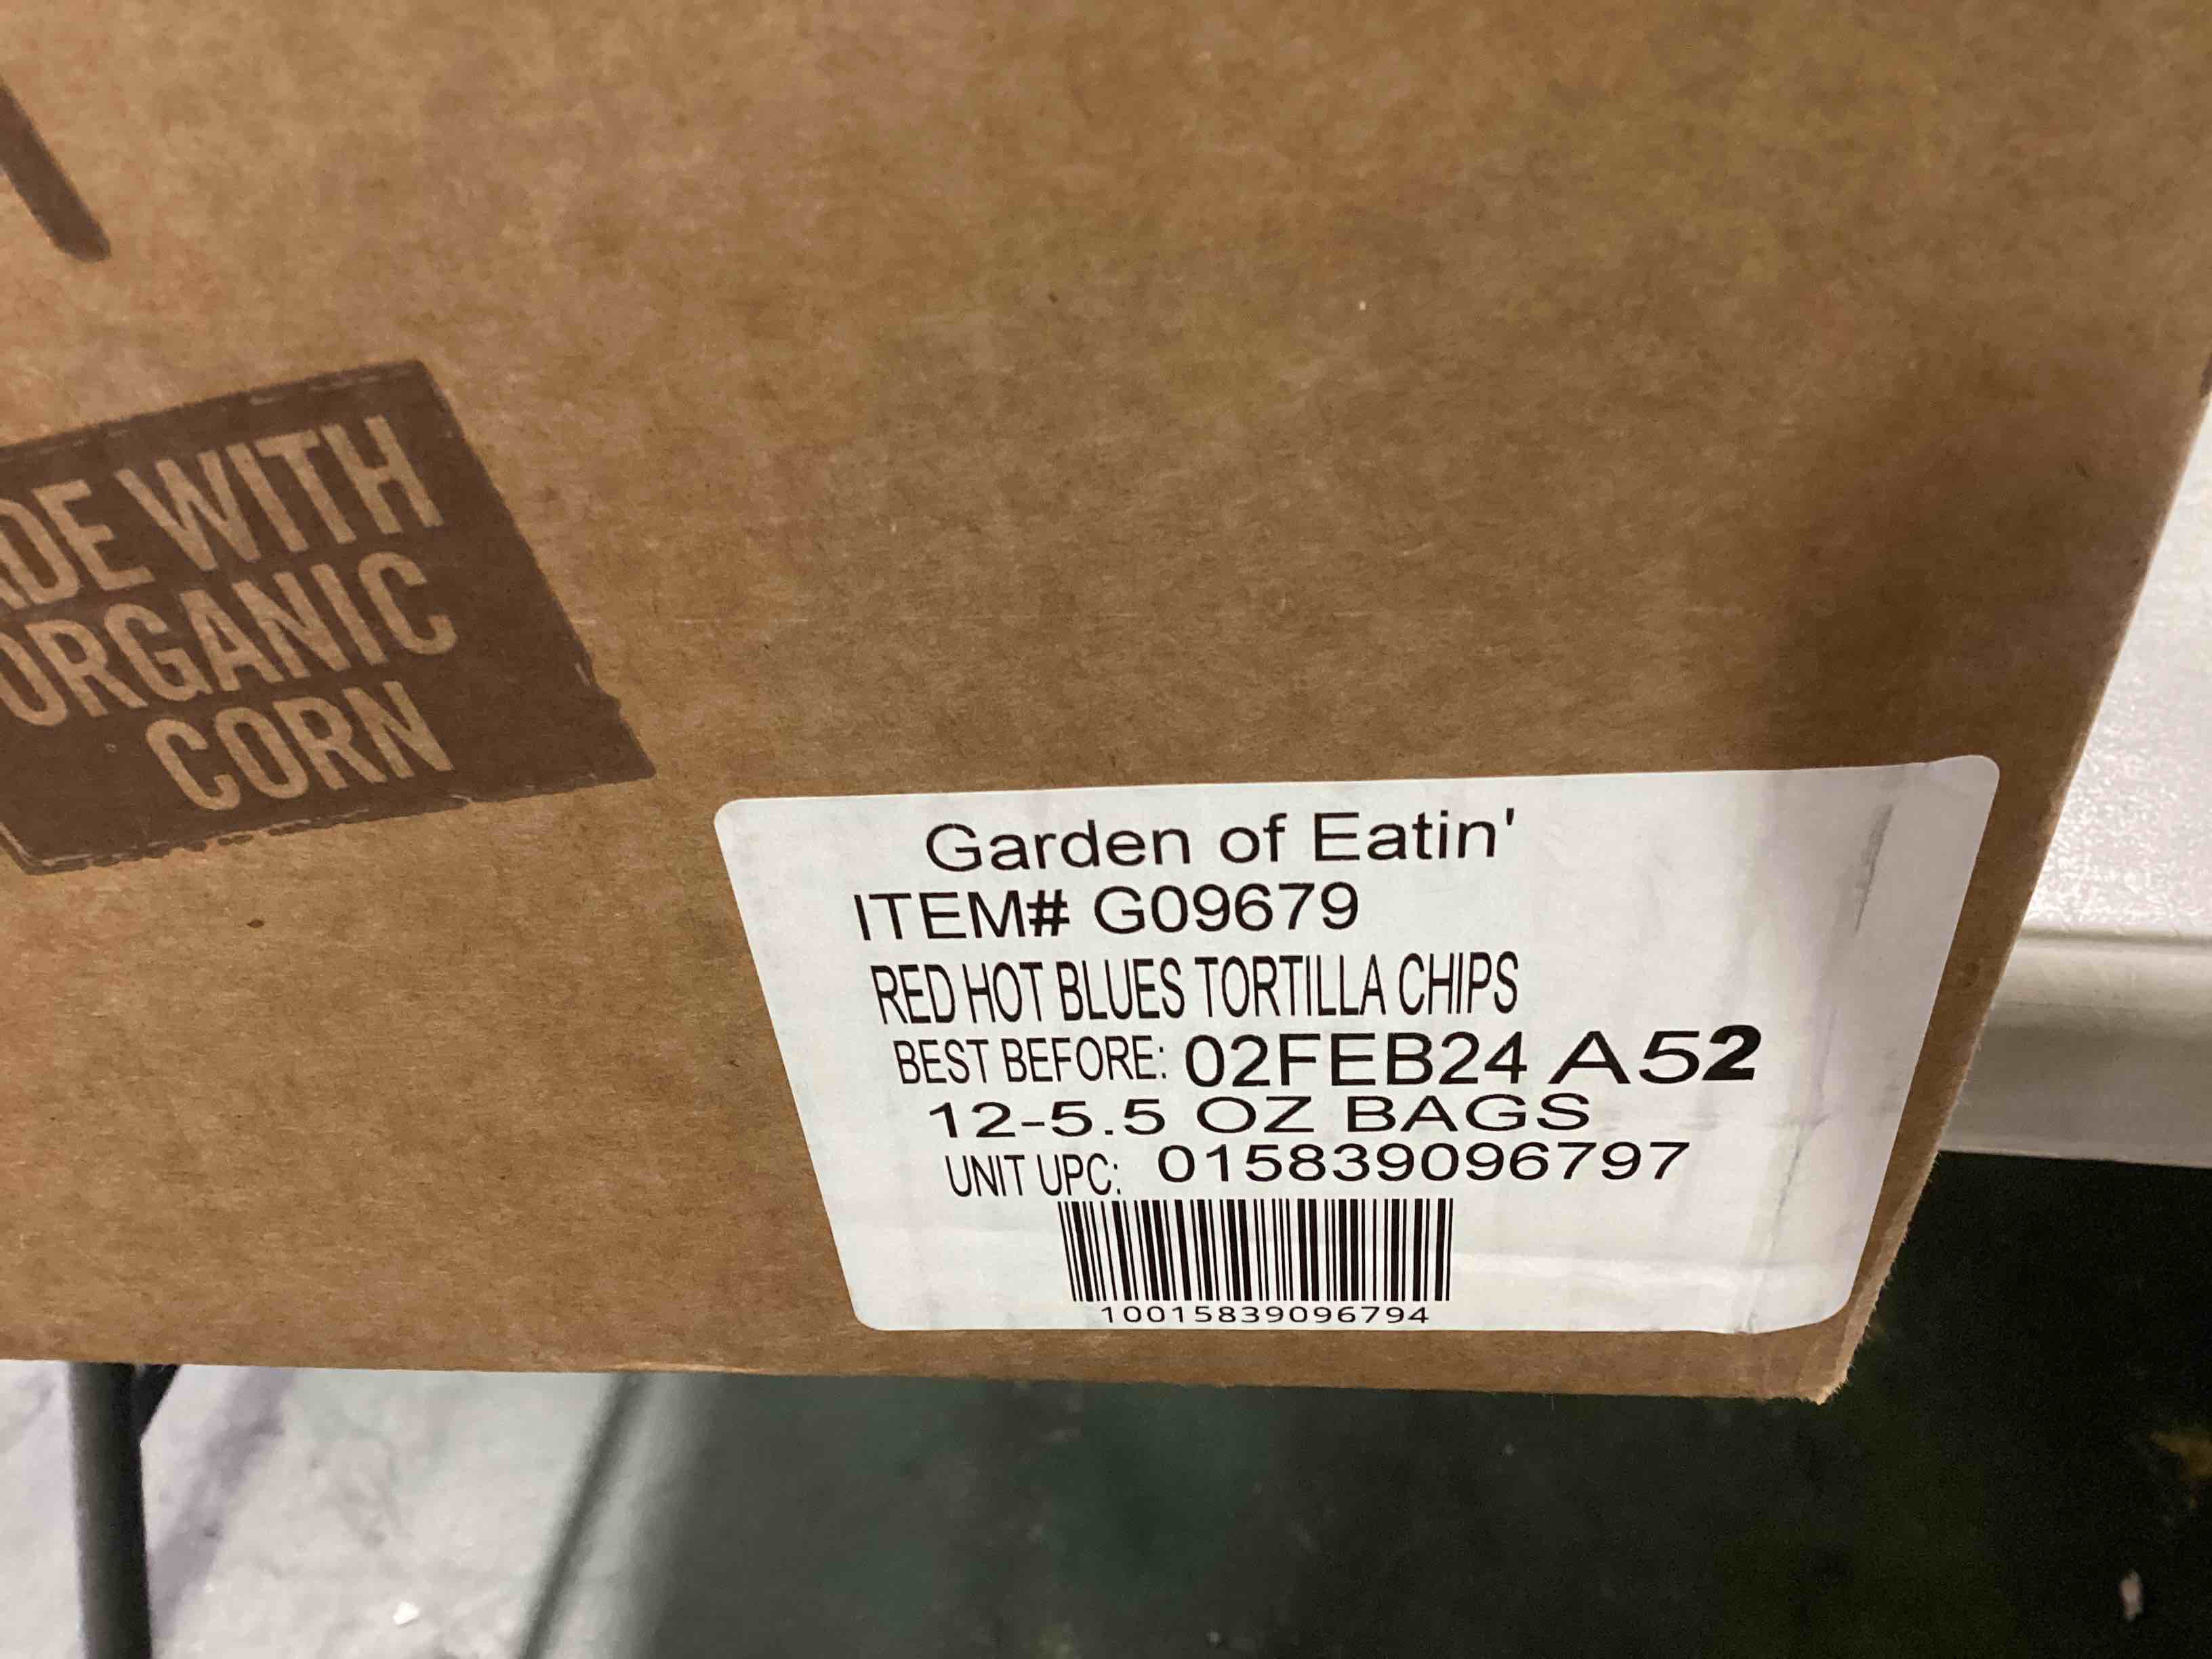 WITH
ORGANIC
CORN
Garden of Eatin'
ITEM# G09679
RED HOT BLUES TORTILLA CHIPS
BEST BEFORE: 02FEB24 A52
12-5.5 OZ BAGS
UNIT UPC: 015839096797
10015839096794